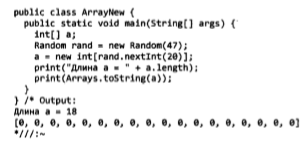 public class ArrayNew {
public static void main(String[] args) {
int[] a;
Random rand = new Random(47);
a = new int[rand.nextInt(20)];
print("Длина a = " + a.length);
print(Arrays.toString(a));
}
} /* Output:
Длина a = 18
[0, 0, 0, 0, 0, 0, 0, 0, 0, 0, 0, 0, 0, 0, 0, 0, 0, 0]
*///:~